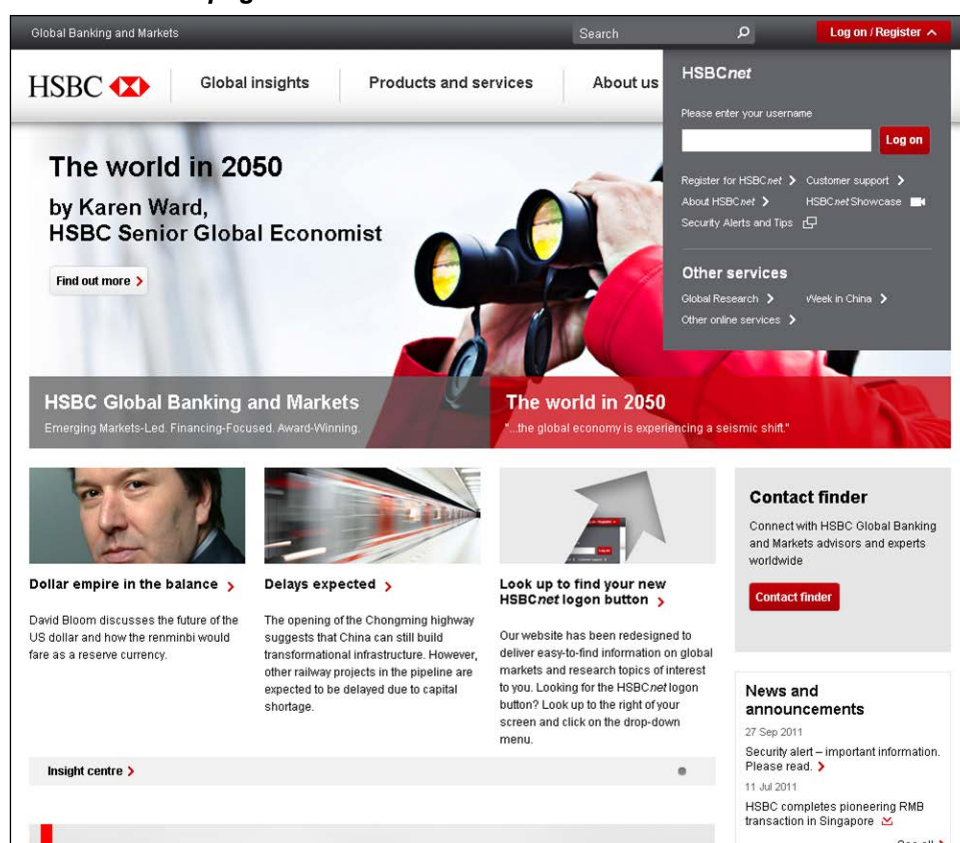 Global Banking and Markets
Search
Log on / Register
HSBC
Global insights
Products and services
About us
HSBCnet
Please enter your username
Log on
Register for HSBCnet
Customer support
About HSBCnet
HSBCnet Showcase
Security Alerts and Tips
Other services
Global Research
Week in China
Other online services
The world in 2050
by Karen Ward,
HSBC Senior Global Economist
Find out more
HSBC Global Banking and Markets
Emerging Markets-Led. Financing-Focused. Award-Winning.
The world in 2050
"...the global economy is experiencing a seismic shift."
Dollar empire in the balance
David Bloom discusses the future of the
US dollar and how the renminbi would
fare as a reserve currency.
Delays expected
The opening of the Chongming highway
suggests that China can still build
transformational infrastructure. However,
other railway projects in the pipeline are
expected to be delayed due to capital
shortage.
Look up to find your new
HSBCnet logon button
Our website has been redesigned to
deliver easy-to-find information on global
markets and research topics of interest
to you. Looking for the HSBCnet logon
button? Look up to the right of your
screen and click on the drop-down
menu.
Contact finder
Connect with HSBC Global Banking
and Markets advisors and experts
worldwide
Contact finder
News and
announcements
27 Sep 2011
Security alert – important information.
Please read.
11 Jul 2011
HSBC completes pioneering RMB
transaction in Singapore
Insight centre